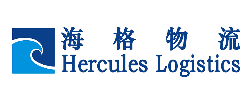 海格物流
Hercules Logistics